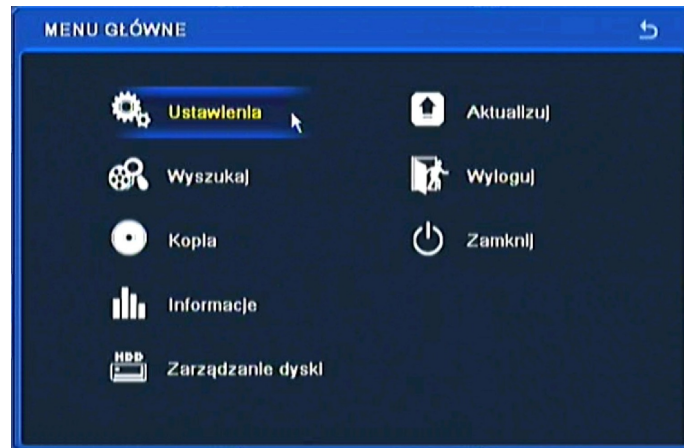 MENU GŁÓWNE
Ustawienia
Aktualizuj
Wyszukaj
Wyloguj
Kopia
Zamknij
Informacje
HDD
Zarządzanie dyski